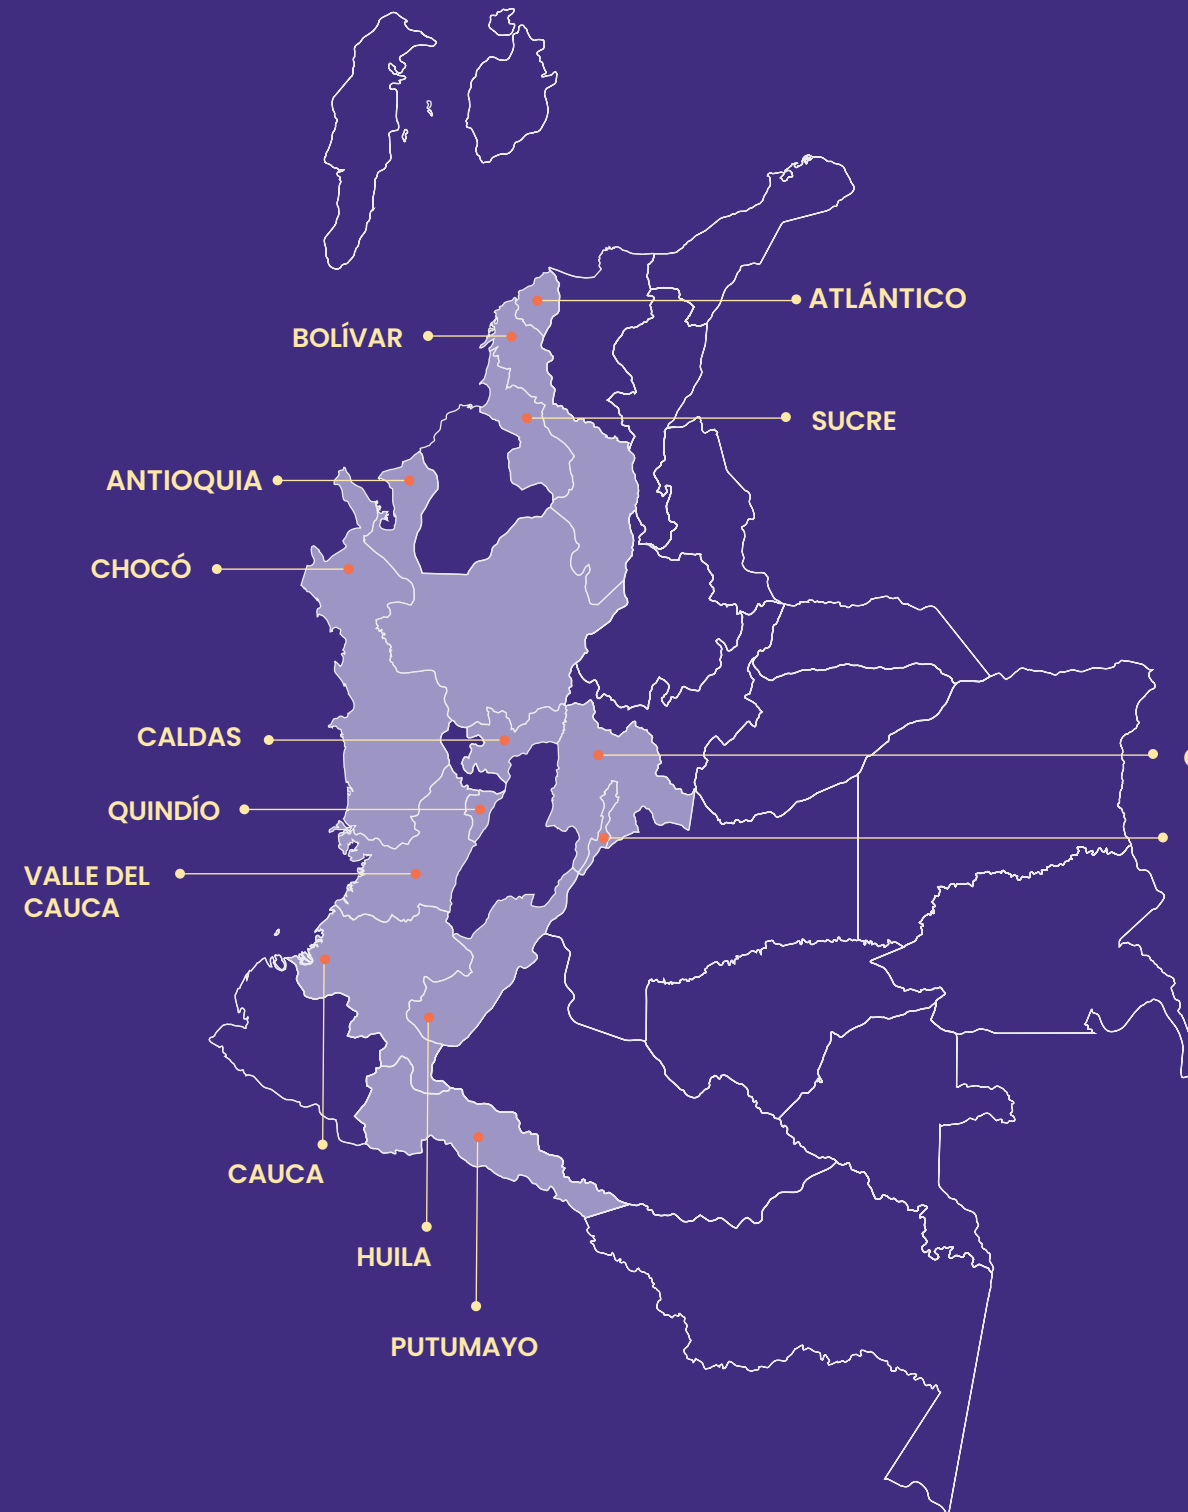 ATLÁNTICO
BOLÍVAR
SUCRE
ANTIOQUIA
CHOCÓ
CALDAS
QUINDÍO
VALLE DEL
CAUCA
CAUCA
HUILA
PUTUMAYO